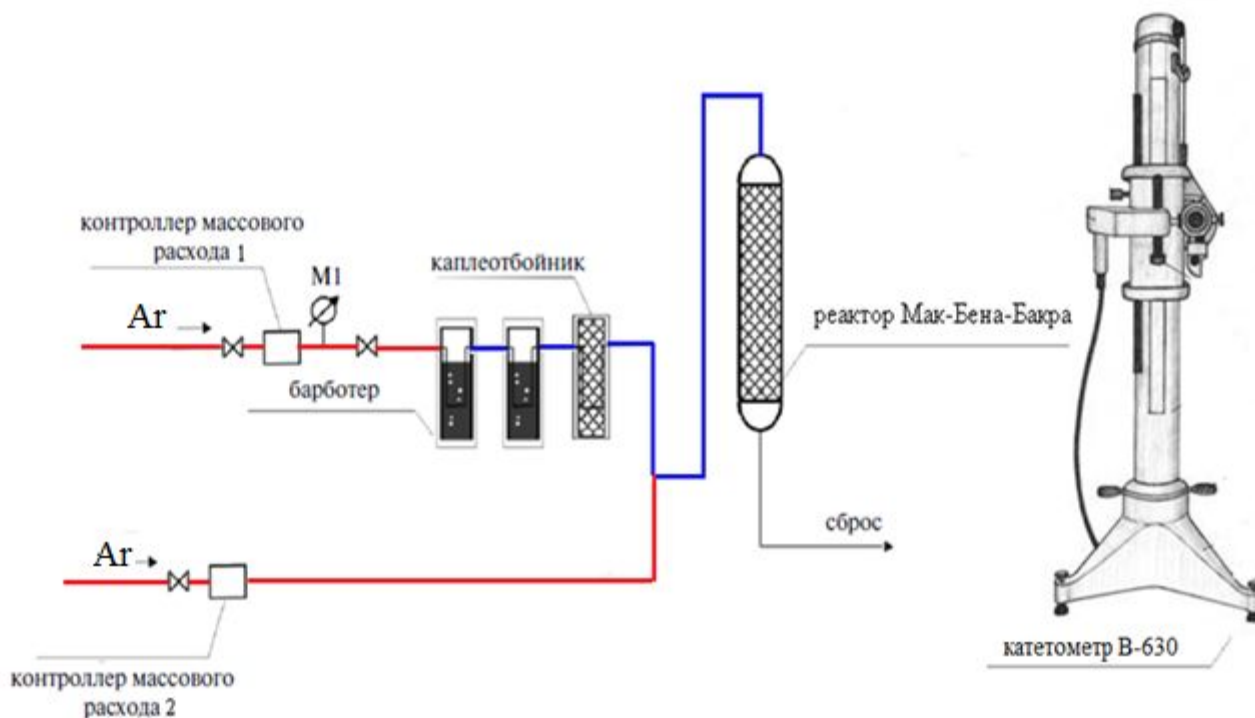 контроллер массового
расхода 1
М1
каплеотбойник
Ar
реактор Мак-Бена-Бакра
барботер
сброс
Ar
катетометр В-630
контроллер массового
расхода 2